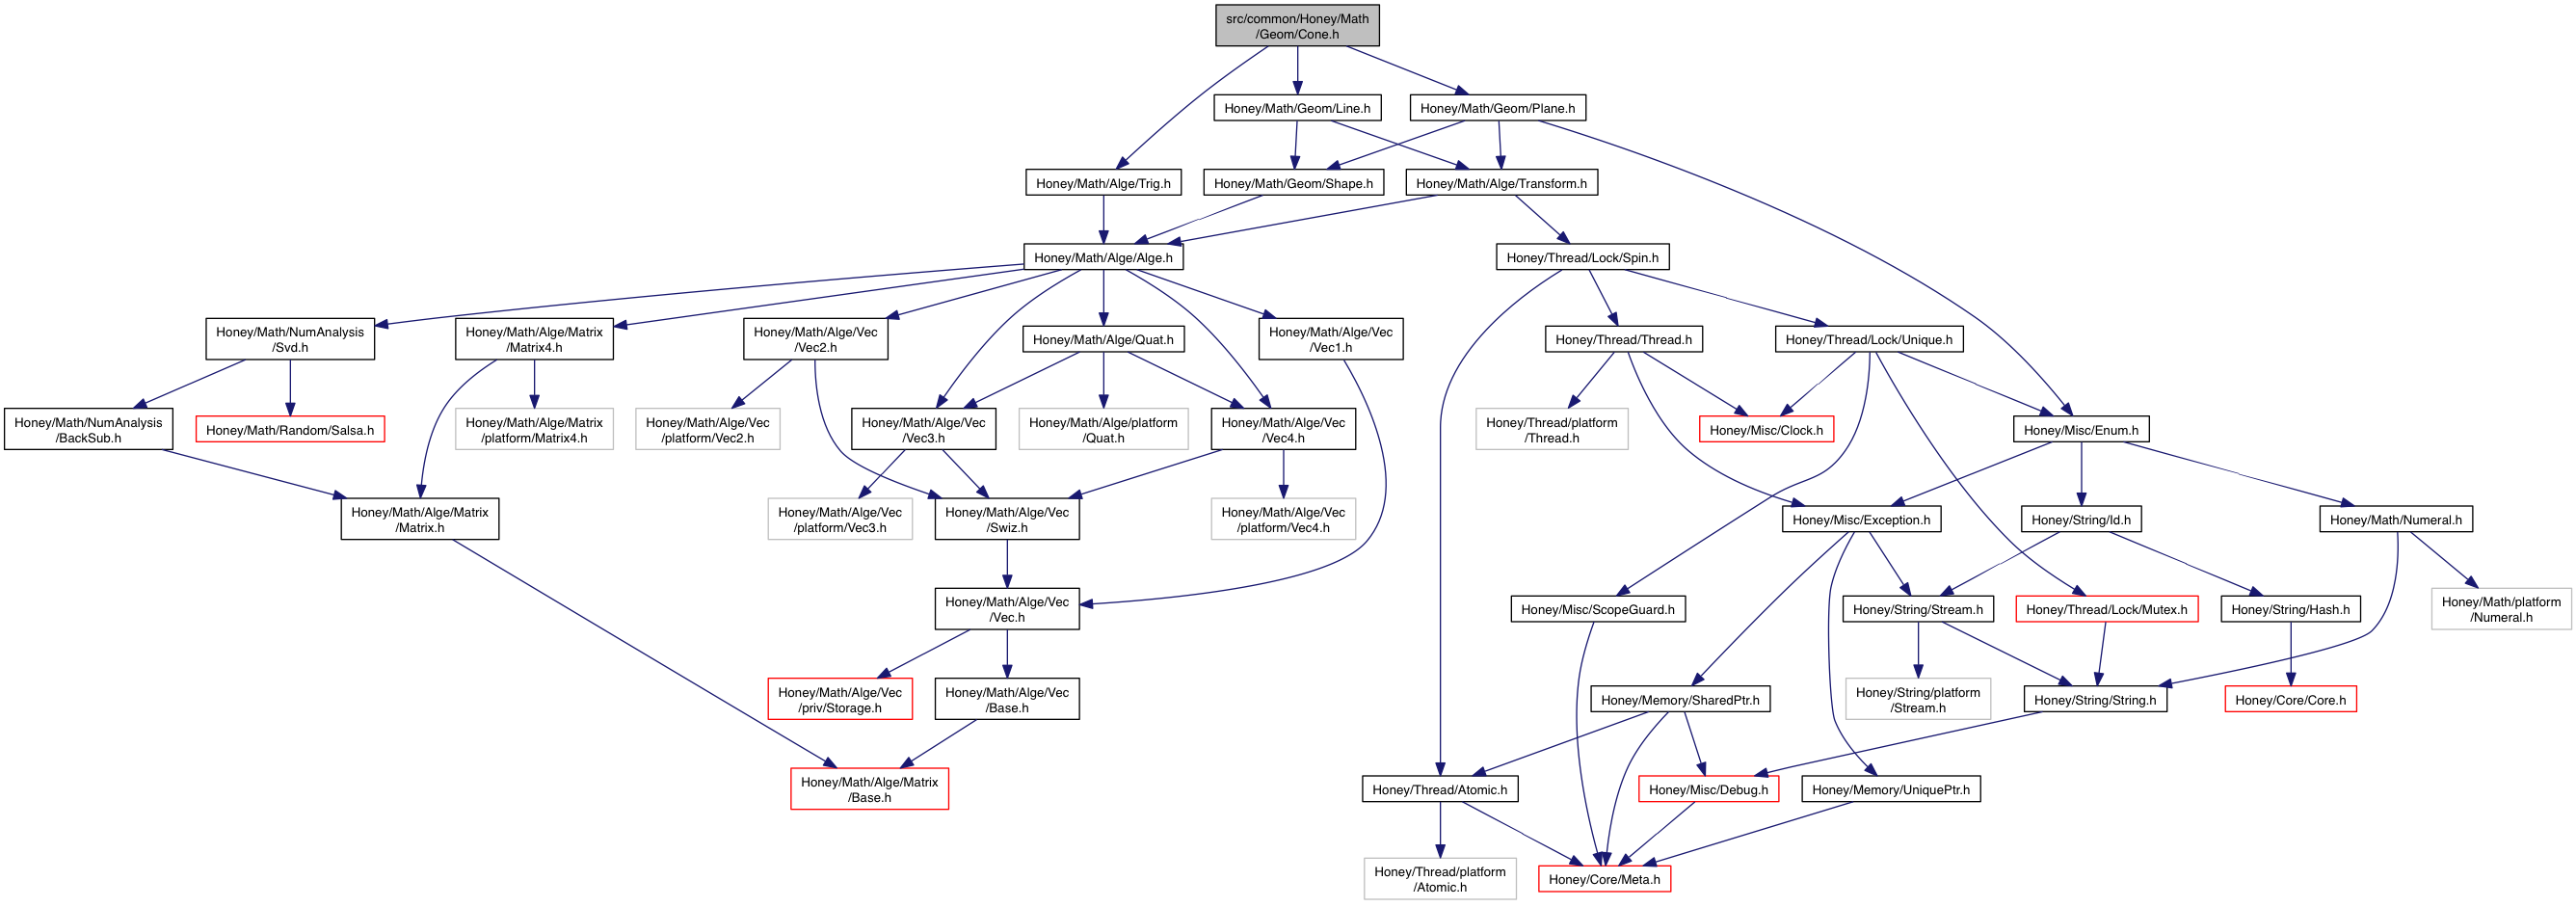 src/common/Honey/Math
/Geom/Cone.h
Honey/Math/Geom/Line.h
Honey/Math/Geom/Plane.h
Honey/Math/Alge/Trig.h
Honey/Math/Geom/Shape.h
Honey/Math/Alge/Transform.h
Honey/Math/Alge/Alge.h
Honey/Thread/Lock/Spin.h
Honey/Math/NumAnalysis
/Svd.h
Honey/Math/Alge/Matrix
/Matrix4.h
Honey/Math/Alge/Vec
/Vec2.h
Honey/Math/Alge/Quat.h
Honey/Math/Alge/Vec
/Vec1.h
Honey/Thread/Thread.h
Honey/Thread/Lock/Unique.h
Honey/Math/NumAnalysis
/BackSub.h
Honey/Math/Random/Salsa.h
Honey/Math/Alge/Matrix
/platform/Matrix4.h
Honey/Math/Alge/Vec
/platform/Vec2.h
Honey/Math/Alge/Vec
/Vec3.h
Honey/Math/Alge/platform
/Quat.h
Honey/Math/Alge/Vec
/Vec4.h
Honey/Thread/platform
/Thread.h
Honey/Misc/Clock.h
Honey/Misc/Enum.h
Honey/Math/Alge/Matrix
/Matrix.h
Honey/Math/Alge/Vec
/platform/Vec3.h
Honey/Math/Alge/Vec
/Swiz.h
Honey/Math/Alge/Vec
/platform/Vec4.h
Honey/Misc/Exception.h
Honey/String/Id.h
Honey/Math/Numeral.h
Honey/Math/Alge/Vec
/Vec.h
Honey/Misc/ScopeGuard.h
Honey/String/Stream.h
Honey/Thread/Lock/Mutex.h
Honey/String/Hash.h
Honey/Math/platform
/Numeral.h
Honey/Math/Alge/Vec
/priv/Storage.h
Honey/Math/Alge/Vec
/Base.h
Honey/Memory/SharedPtr.h
Honey/String/platform
/Stream.h
Honey/String/String.h
Honey/Core/Core.h
Honey/Math/Alge/Matrix
/Base.h
Honey/Thread/Atomic.h
Honey/Misc/Debug.h
Honey/Memory/UniquePtr.h
Honey/Thread/platform
/Atomic.h
Honey/Core/Meta.h